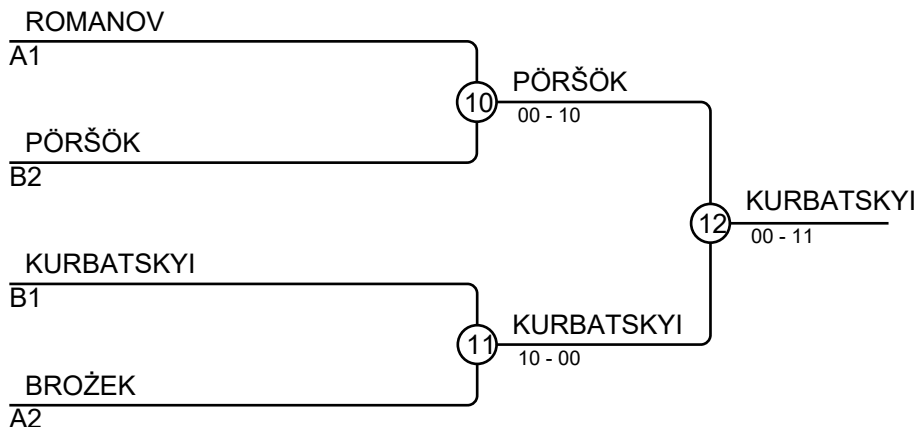 ROMANOV
A1
10
PÖRŠÖK
00 - 10
PÖRŠÖK
B2
12
KURBATSKYI
00 - 11
KURBATSKYI
B1
11
KURBATSKYI
10 - 00
BROŻEK
A2